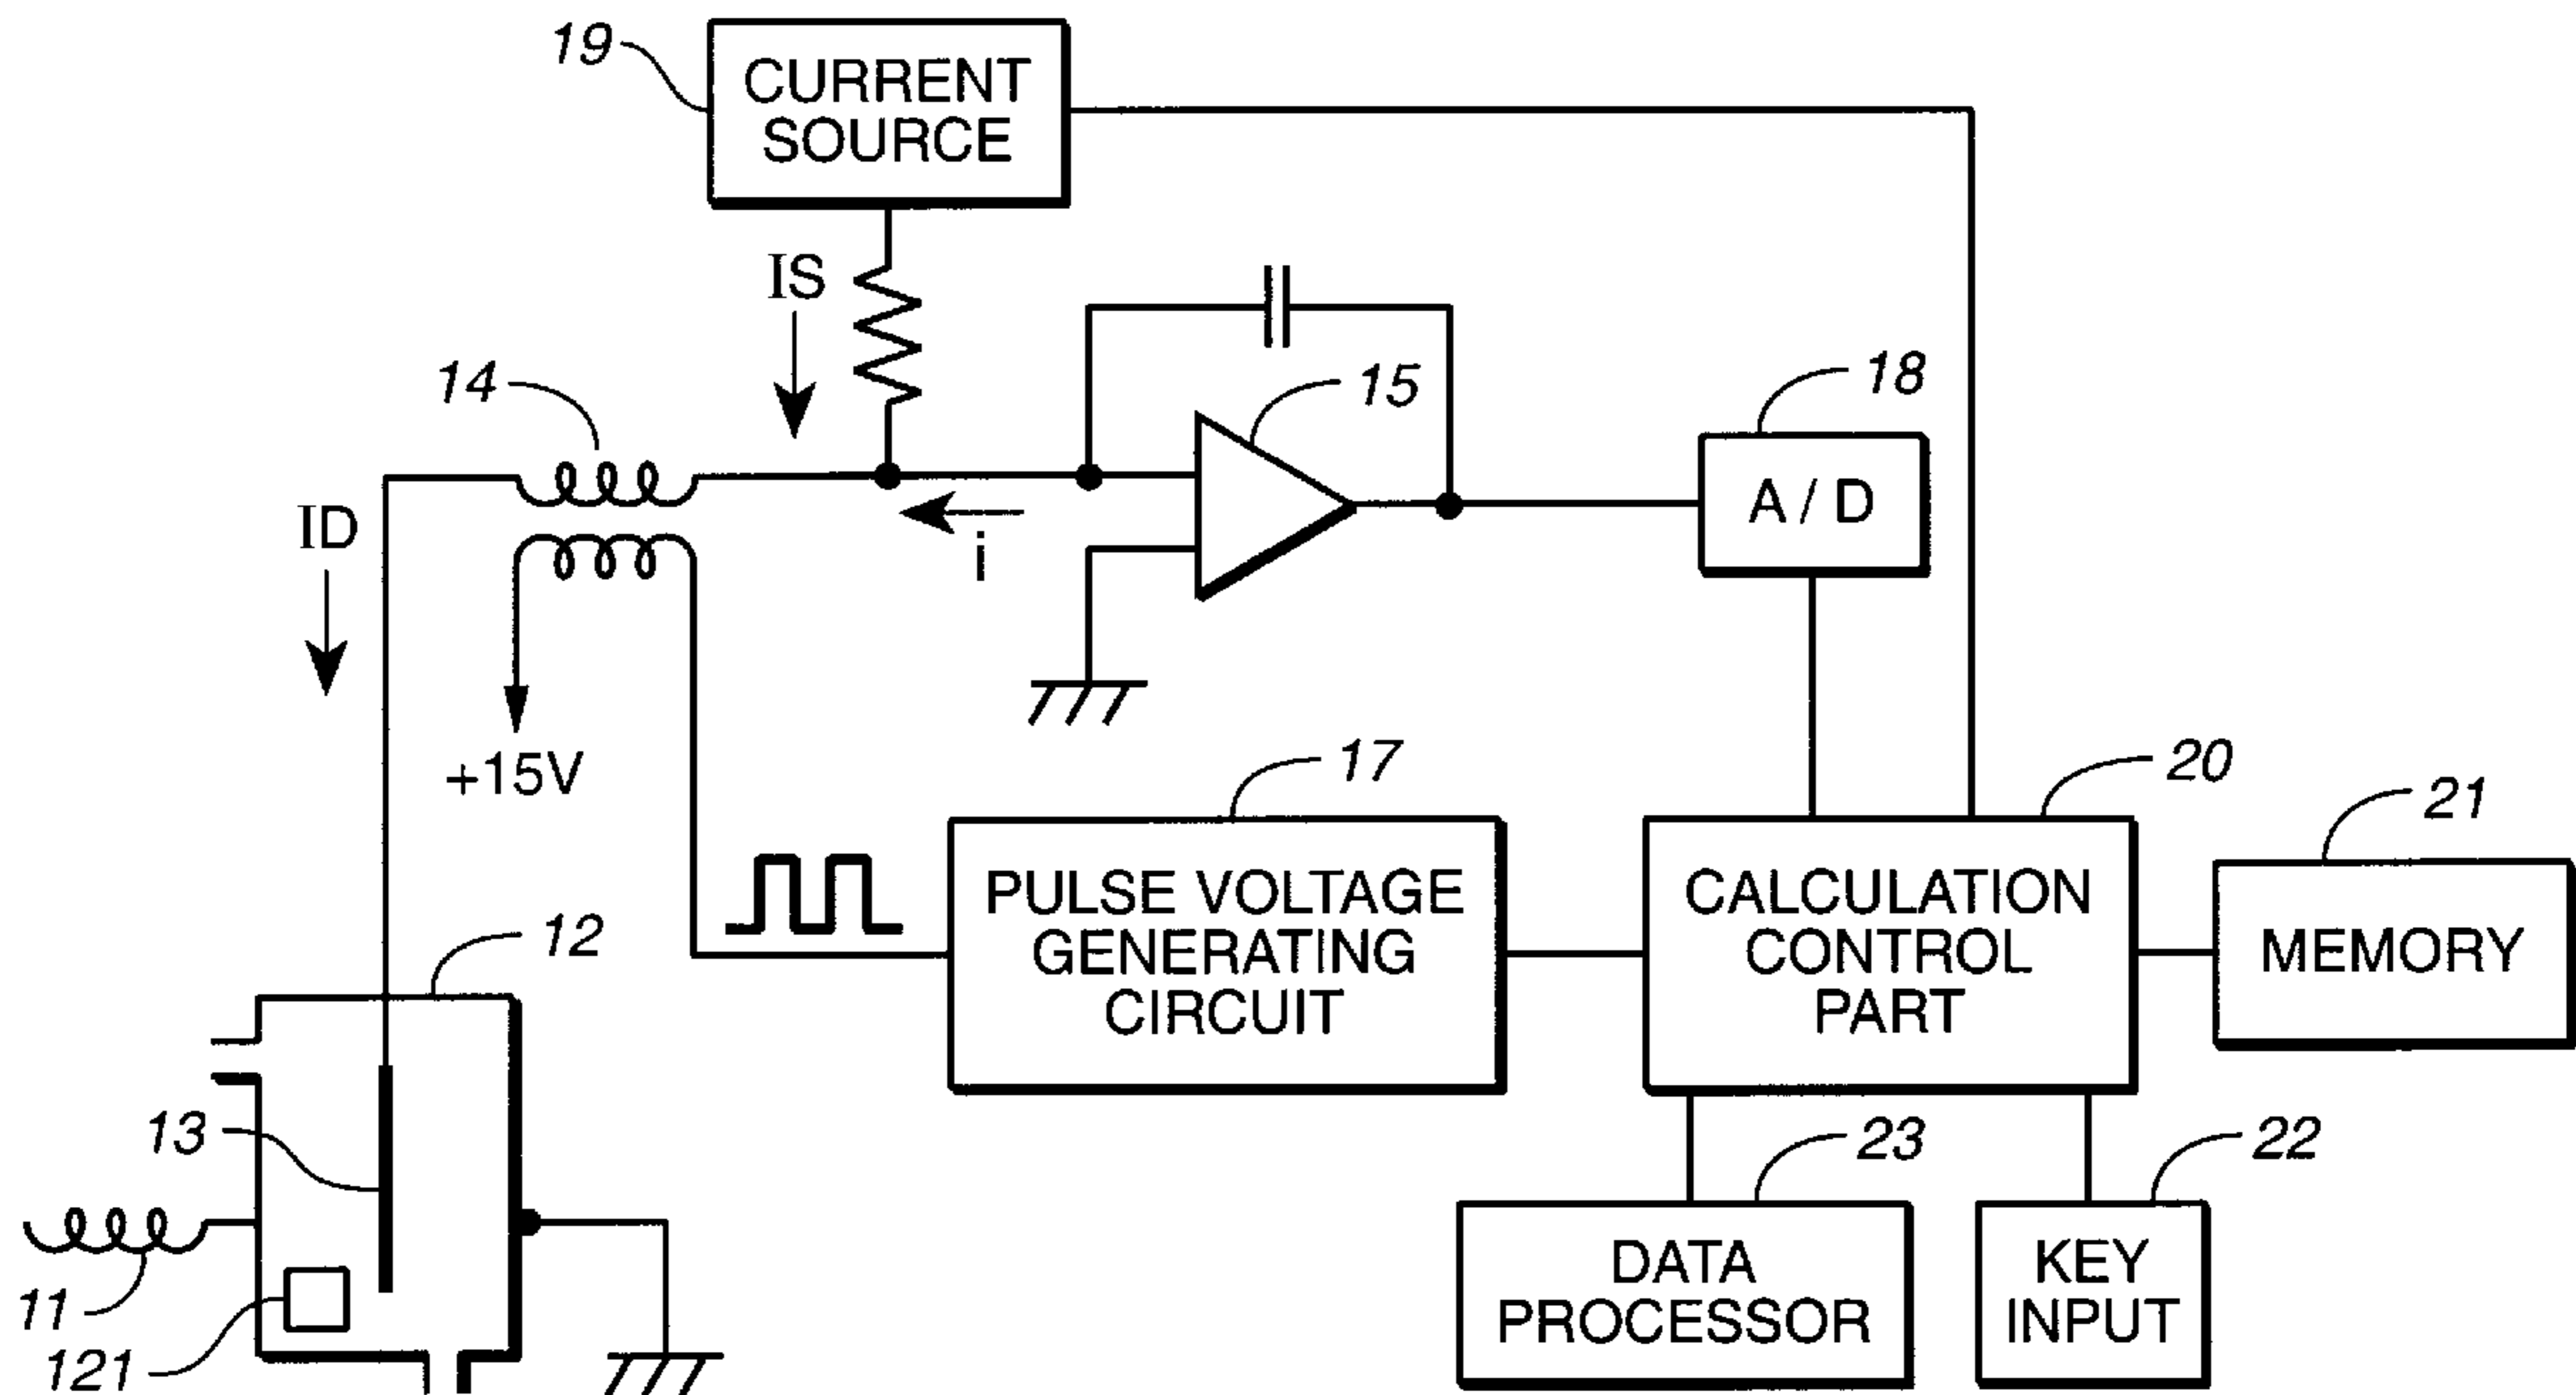 19
CURRENT
SOURCE
IS
14
15
18
A / D
ID
i
+15V
17
20
21
PULSE VOLTAGE
GENERATING
CIRCUIT
CALCULATION
CONTROL
PART
MEMORY
12
13
11
121
23
22
DATA
PROCESSOR
KEY
INPUT